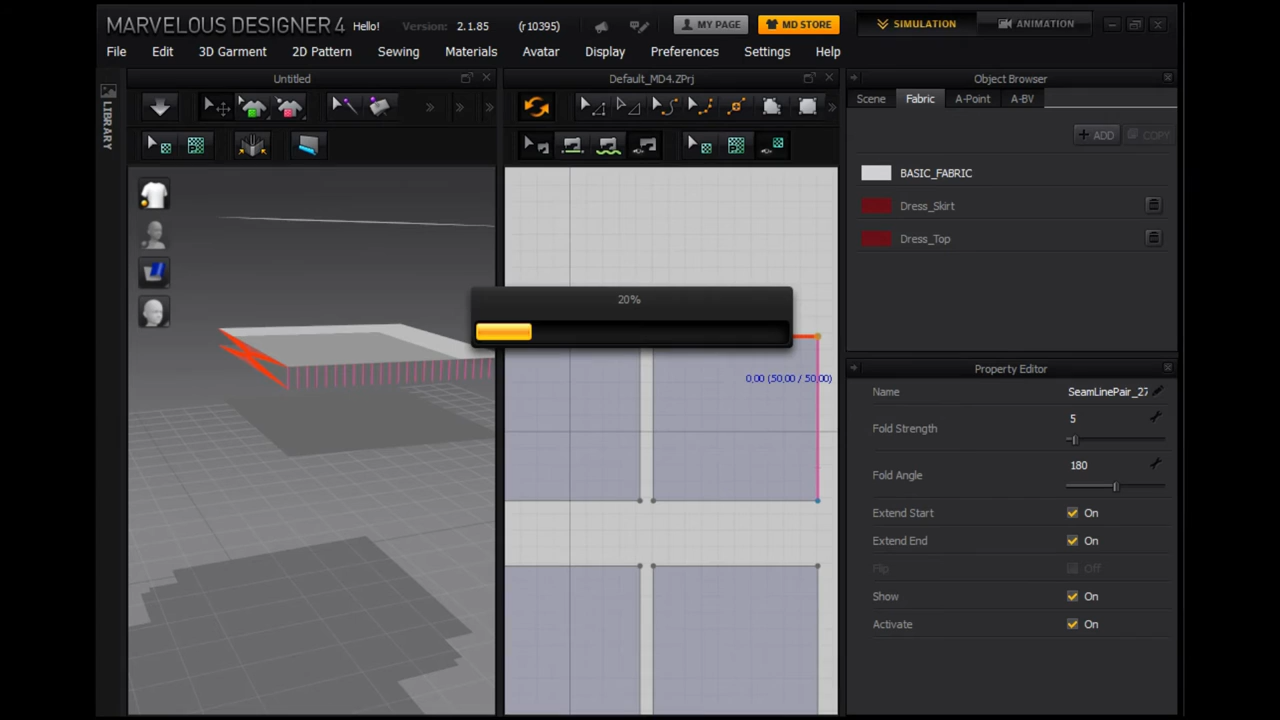 MARVELOUS DESIGNER 4 Hello! Version: 2.1.85 (r10395) MY PAGE MD STORE SIMULATION ANIMATION
File Edit 3D Garment 2D Pattern Sewing Materials Avatar Display Preferences Settings Help
LIBRARY
Untitled
Default_MD4.ZPrj
Object Browser
Scene Fabric A-Point A-BV
+ ADD COPY
BASIC_FABRIC
Dress_Skirt
Dress_Top
20%
0,00 (50,00 / 50,00)
Property Editor
Name SeamLinePair_27
Fold Strength 5
Fold Angle 180
Extend Start On
Extend End On
Flip Off
Show On
Activate On